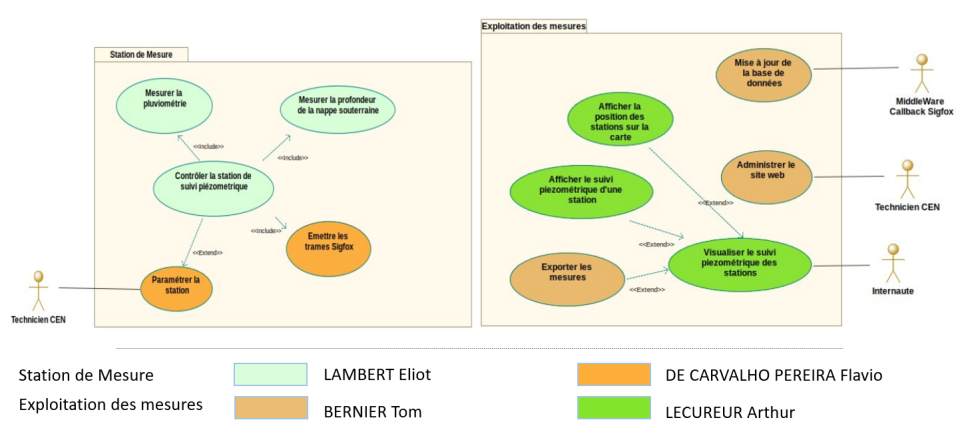 Station de Mesure
Mesurer la
pluviométrie
Mesurer la profondeur
de la nappe souterraine
<<Include>>
<<Include>>
Contrôler la station de
suivi piézometrique
<<Include>>
Emettre les
trames Sigfox
<<Extend>>
Paramétrer la
station
Technicien CEN
Exploitation des mesures
Mise à jour de
la base de
données
MiddleWare
Callback Sigfox
Afficher la
position des
stations sur la
carte
Administrer le
site web
Technicien CEN
Afficher le suivi
piezométrique d'une
station
<<Extend>>
<<Extend>>
Visualiser le suivi
piezométrique des
stations
Internaute
Exporter les
mesures
<<Extend>>
Station de Mesure
LAMBERT Eliot
DE CARVALHO PEREIRA Flavio
Exploitation des mesures
BERNIER Tom
LECUREUR Arthur